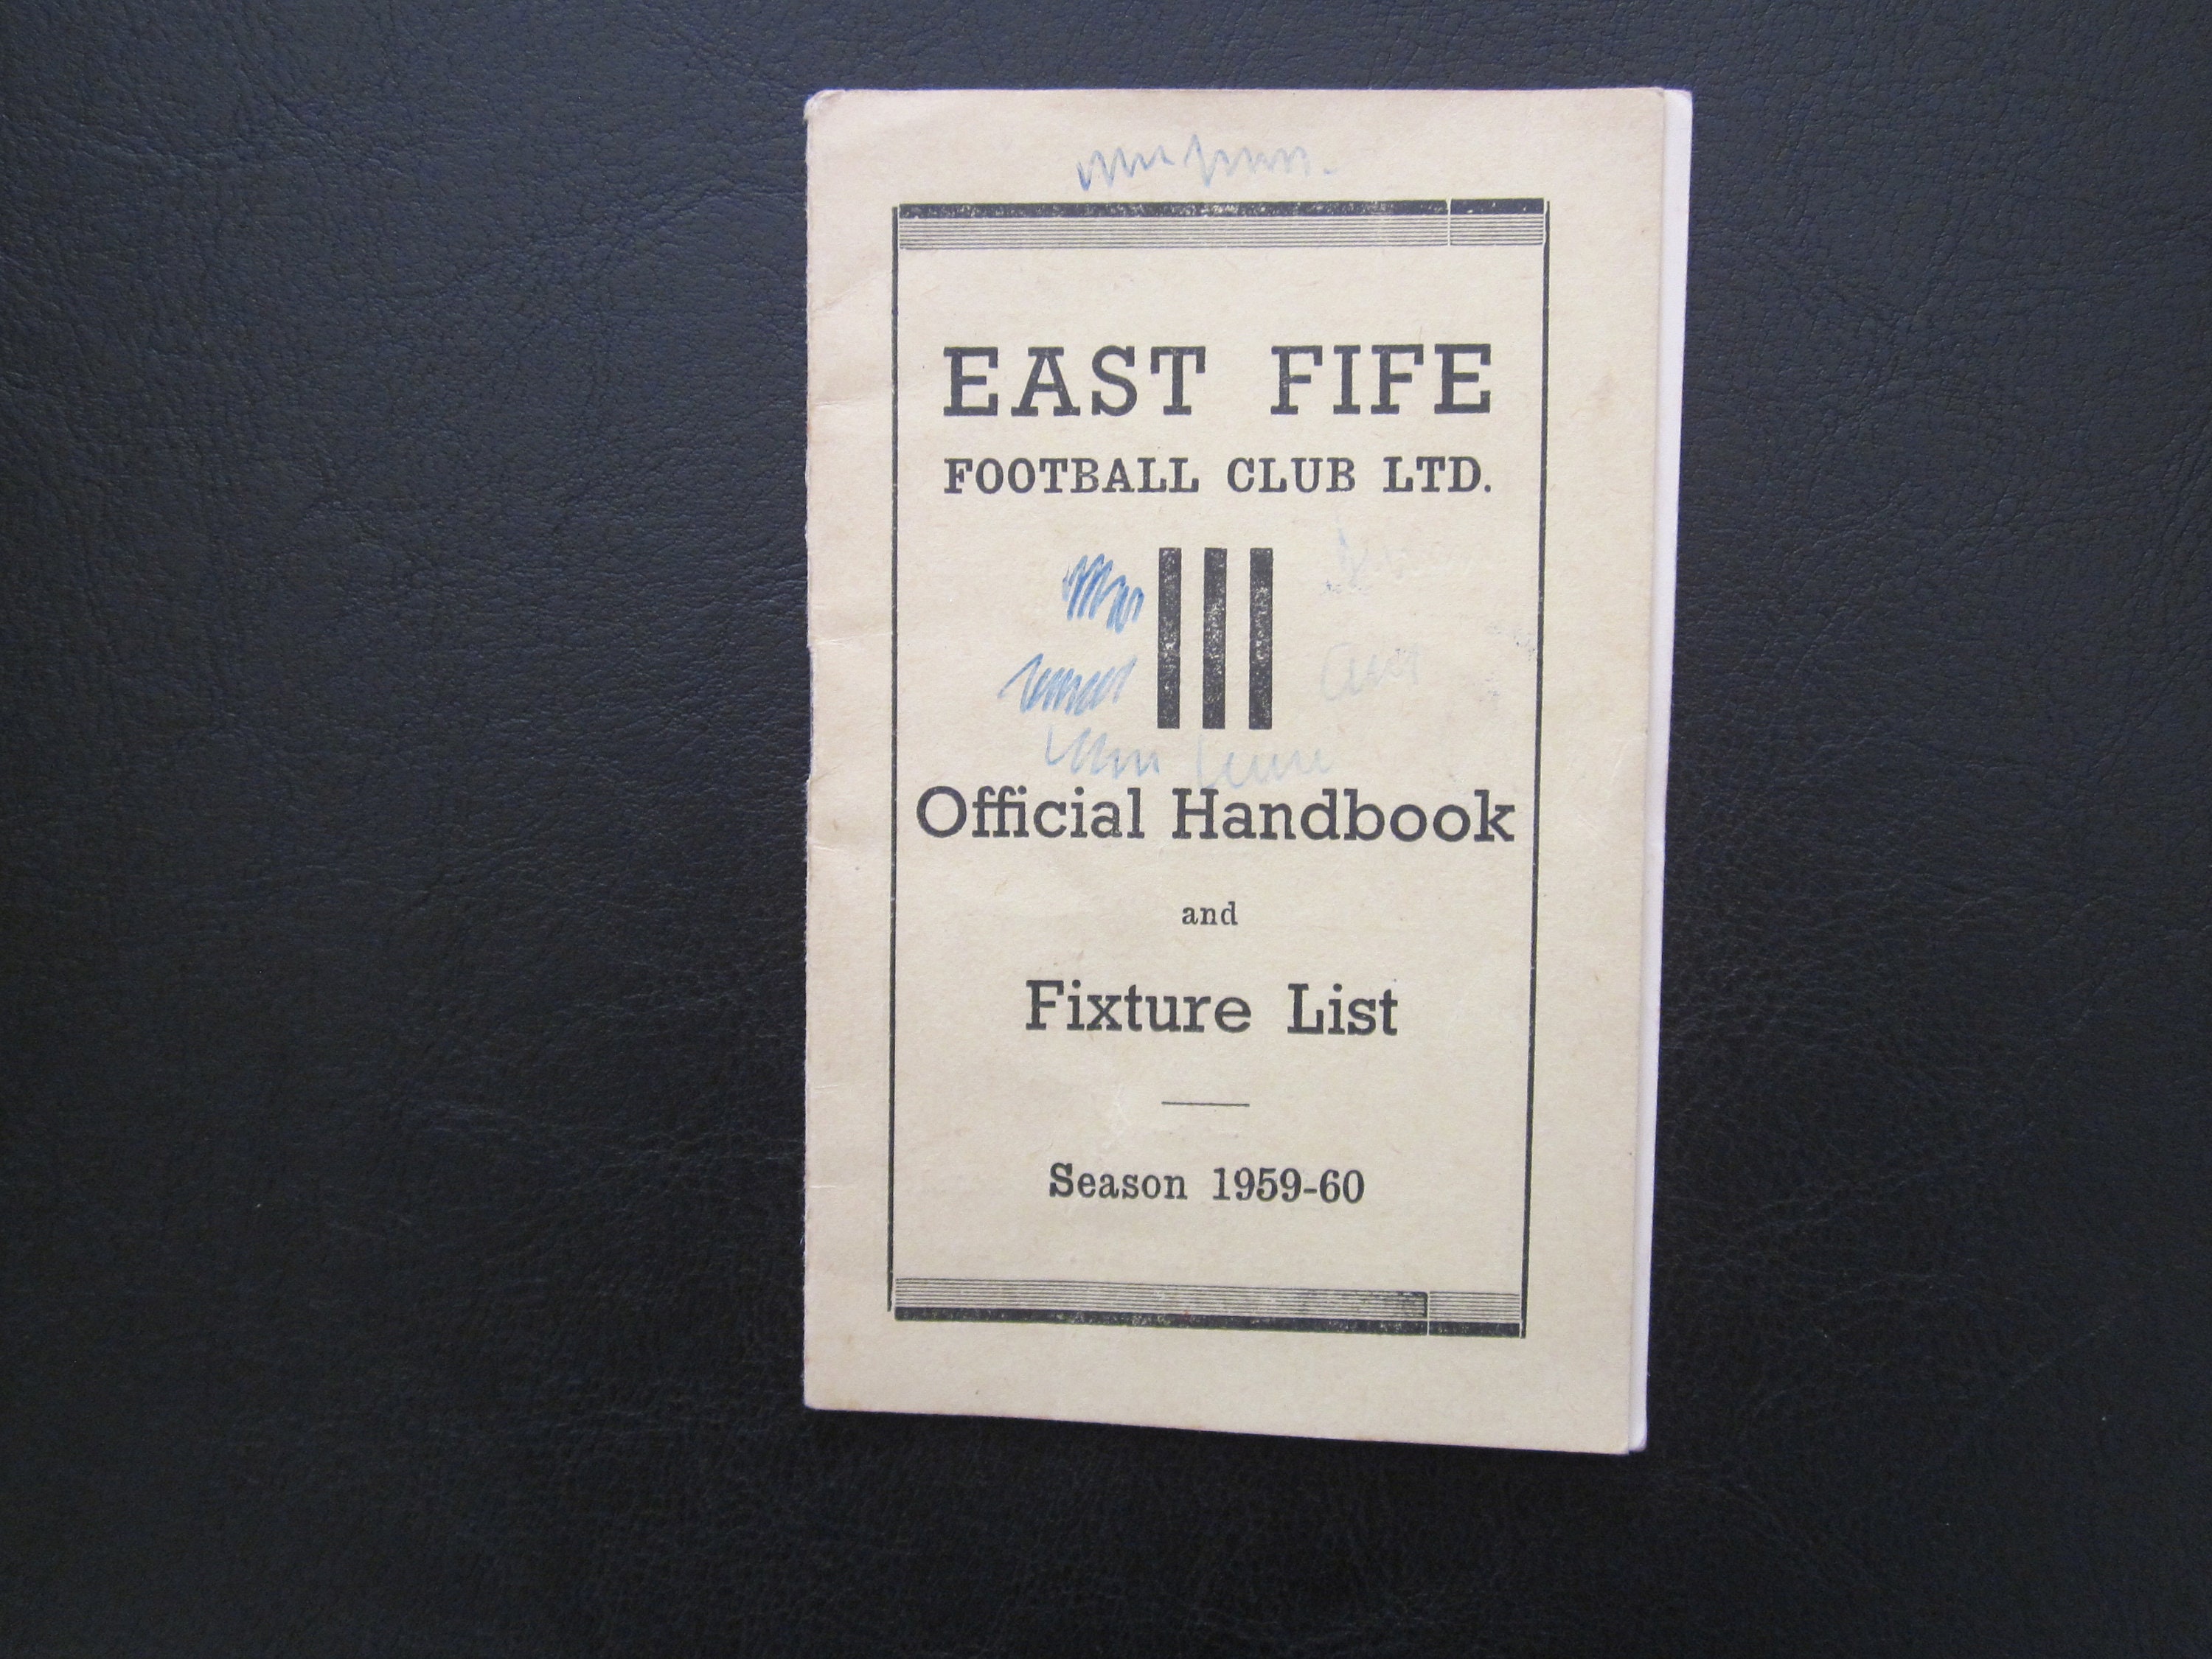 EAST FIFE
FOOTBALL CLUB LTD.
Official Handbook
and
Fixture List
Season 1959-60